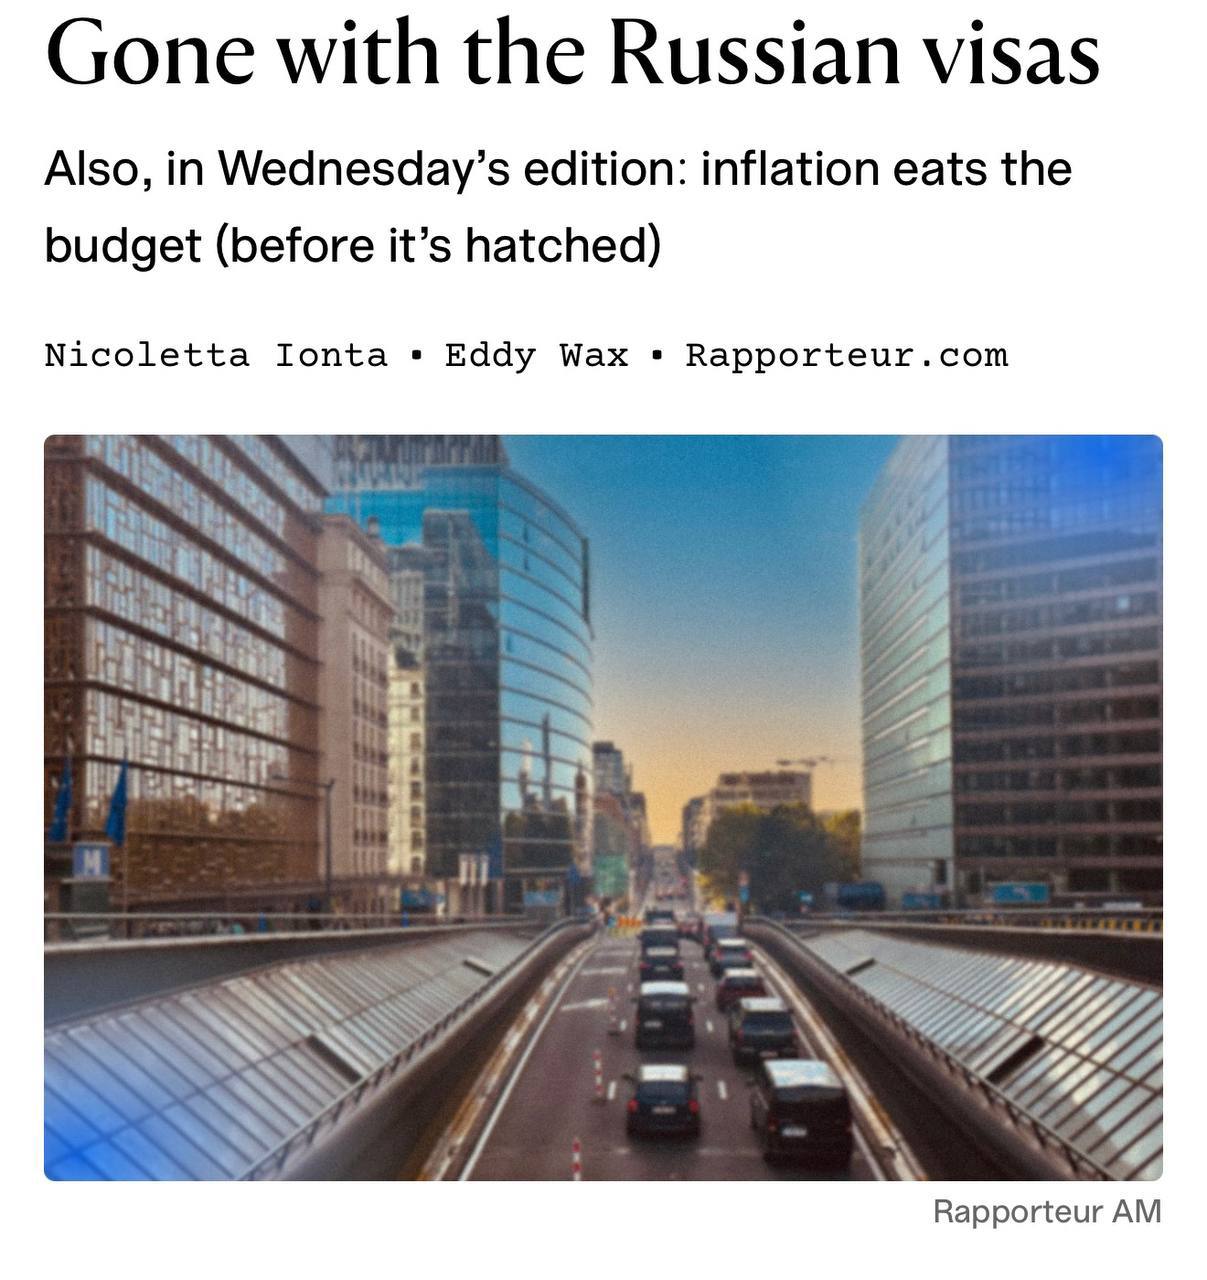 Gone with the Russian visas
Also, in Wednesday’s edition: inflation eats the
budget (before it’s hatched)
Nicoletta Ionta • Eddy Wax • Rapporteur.com
M
Rapporteur AM